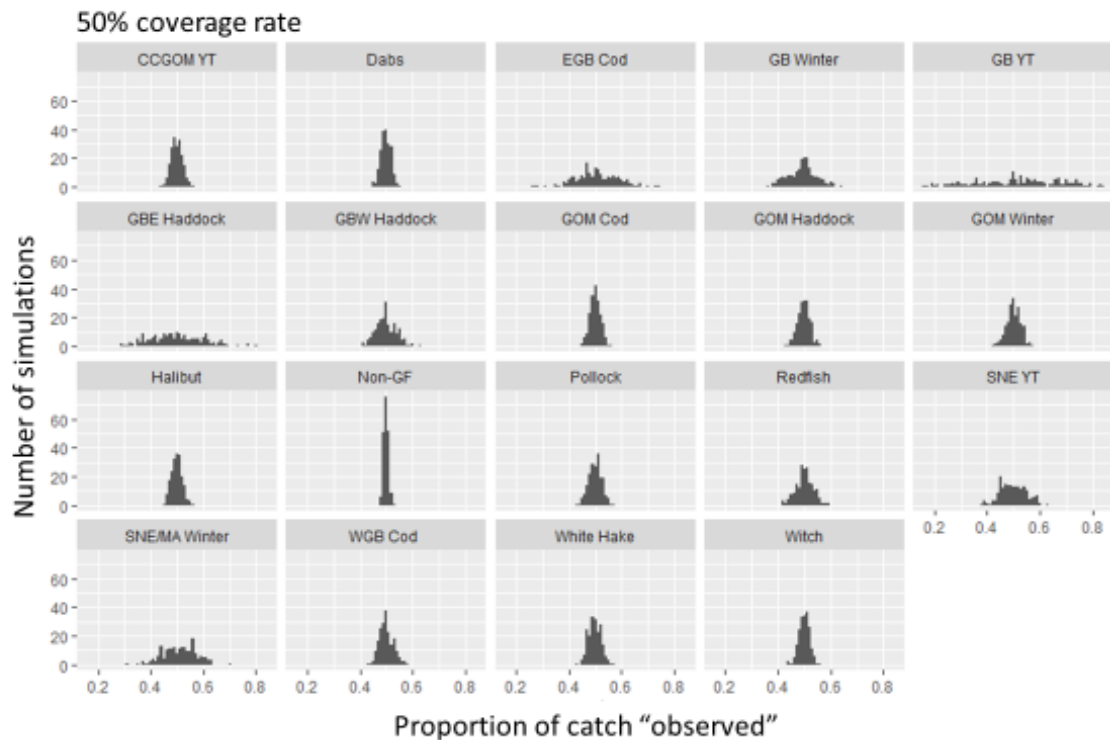 50% coverage rate
CCGOM YT Dabs EGB Cod GB Winter GB YT
60
40
20
0
GBE Haddock GBW Haddock GOM Cod GOM Haddock GOM Winter
60
40
20
0
Number of simulations
Halibut Non-GF Pollock Redfish SNE YT
60
40
20
0
0.2 0.4 0.6 0.8
SNE/MA Winter WGB Cod White Hake Witch
60
40
20
0
0.2 0.4 0.6 0.8 0.2 0.4 0.6 0.8 0.2 0.4 0.6 0.8 0.2 0.4 0.6 0.8
Proportion of catch “observed”